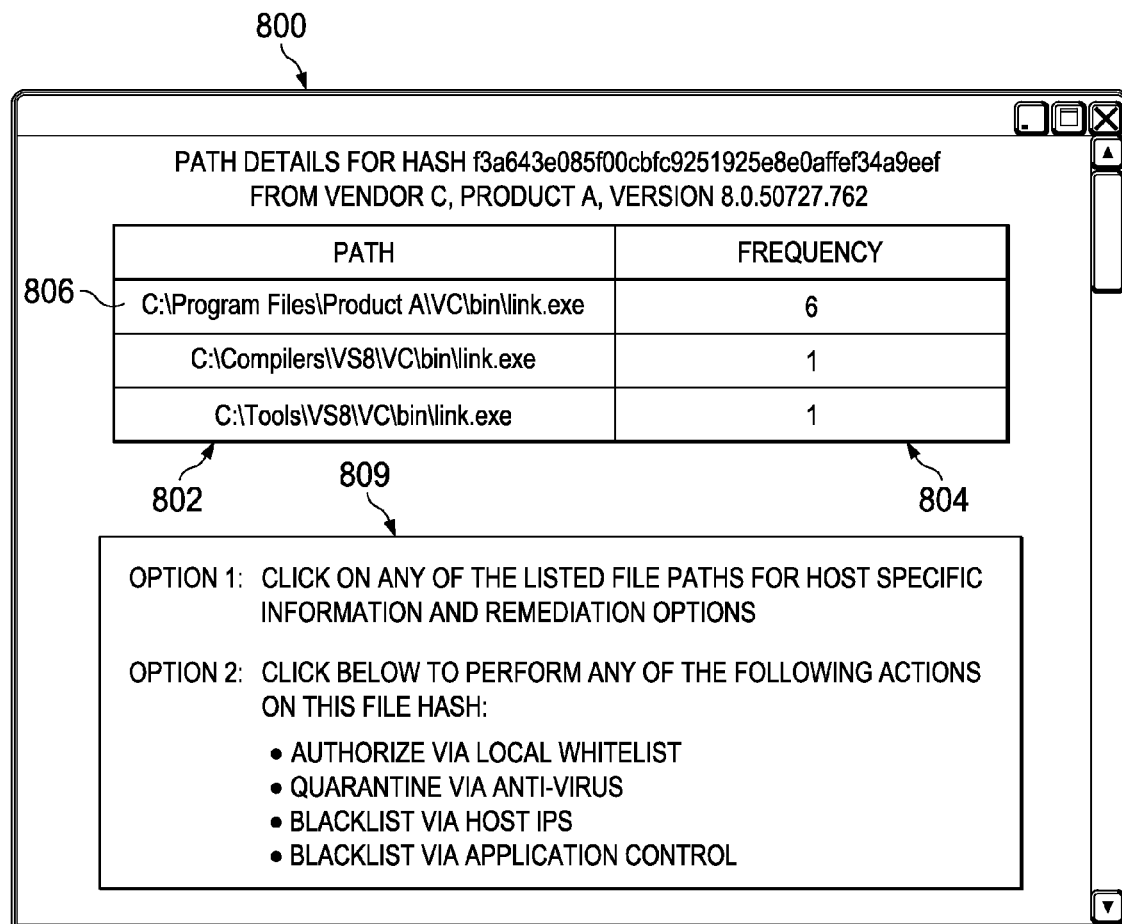 800
PATH DETAILS FOR HASH f3a643e085f00cbfc9251925e8e0affef34a9eef
FROM VENDOR C, PRODUCT A, VERSION 8.0.50727.762
PATH FREQUENCY
806 C:\Program Files\Product A\VC\bin\link.exe 6
C:\Compilers\VS8\VC\bin\link.exe 1
C:\Tools\VS8\VC\bin\link.exe 1
802 809 804
OPTION 1: CLICK ON ANY OF THE LISTED FILE PATHS FOR HOST SPECIFIC
INFORMATION AND REMEDIATION OPTIONS
OPTION 2: CLICK BELOW TO PERFORM ANY OF THE FOLLOWING ACTIONS
ON THIS FILE HASH:
• AUTHORIZE VIA LOCAL WHITELIST
• QUARANTINE VIA ANTI-VIRUS
• BLACKLIST VIA HOST IPS
• BLACKLIST VIA APPLICATION CONTROL